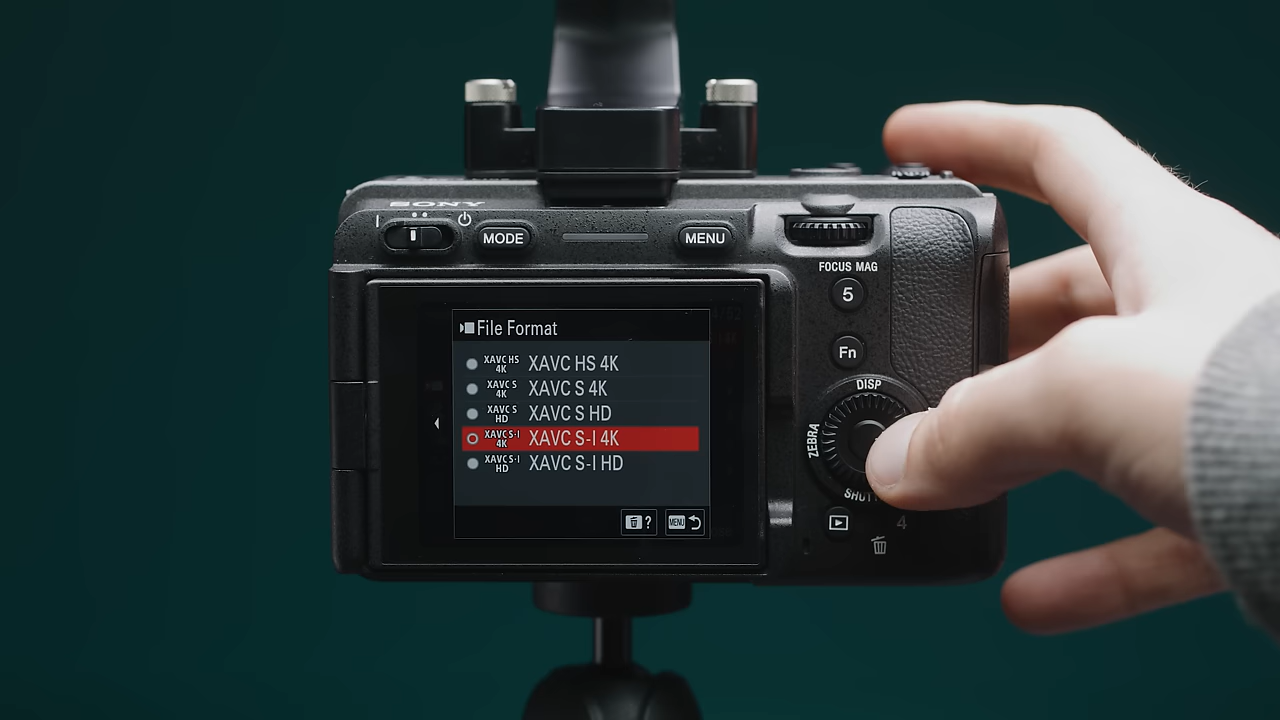 SONY
I
MODE
MENU
FOCUS MAG
5
Fn
DISP
ZEBRA
SHUT
4
File Format
XAVC HS 4K XAVC HS 4K
XAVC S 4K XAVC S 4K
XAVC S HD XAVC S HD
XAVC S-I 4K XAVC S-I 4K
XAVC S-I HD XAVC S-I HD
?
MENU